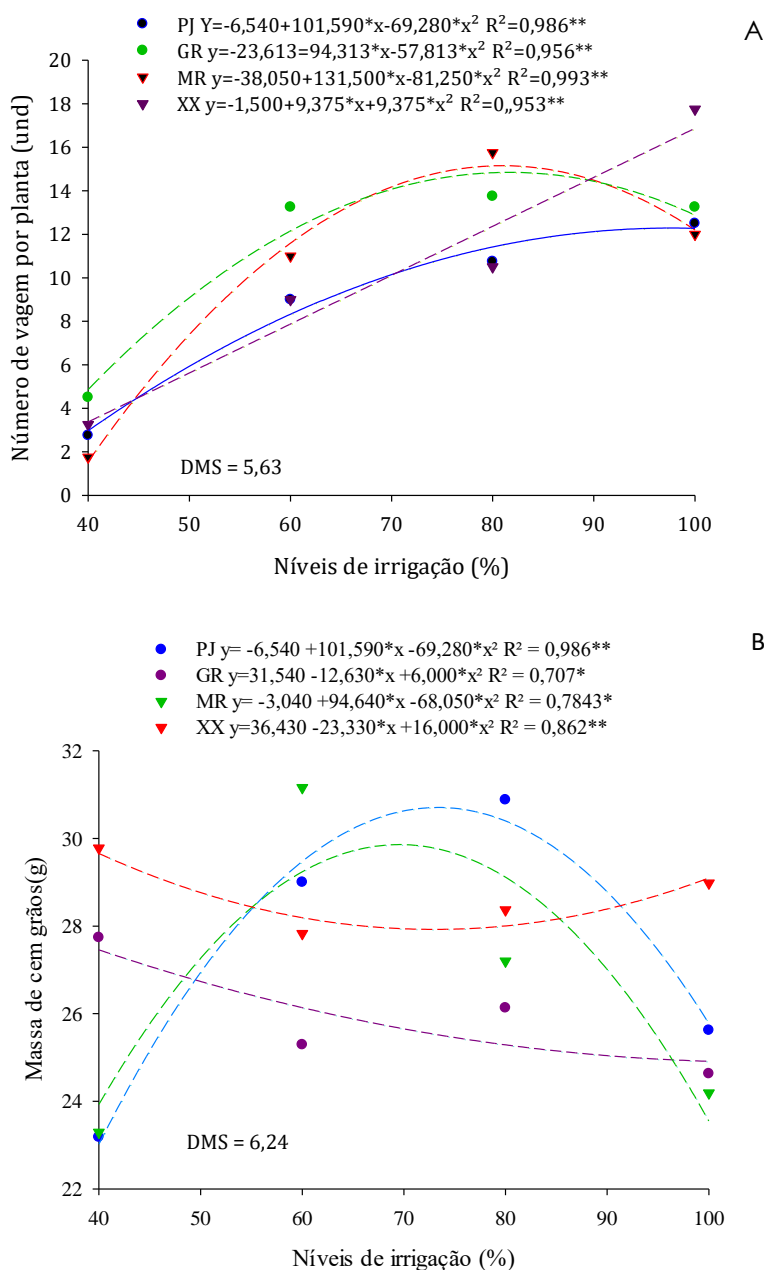 A
PJ Y=-6,540+101,590*x-69,280*x² R²=0,986**
GR y=-23,613=94,313*x-57,813*x² R²=0,956**
MR y=-38,050+131,500*x-81,250*x² R²=0,993**
XX y=-1,500+9,375*x+9,375*x² R²=0,,953**
20
18
16
14
12
10
8
6
4
2
0
Número de vagem por planta (und)
DMS = 5,63
40 50 60 70 80 90 100
Níveis de irrigação (%)
B
PJ y= -6,540 +101,590*x -69,280*x² R² = 0,986**
GR y=31,540 -12,630*x +6,000*x² R² = 0,707*
MR y= -3,040 +94,640*x -68,050*x² R² = 0,7843*
XX y=36,430 -23,330*x +16,000*x² R² = 0,862**
32
30
28
26
24
22
Massa de cem grãos(g)
DMS = 6,24
40 50 60 70 80 90 100
Níveis de irrigação (%)